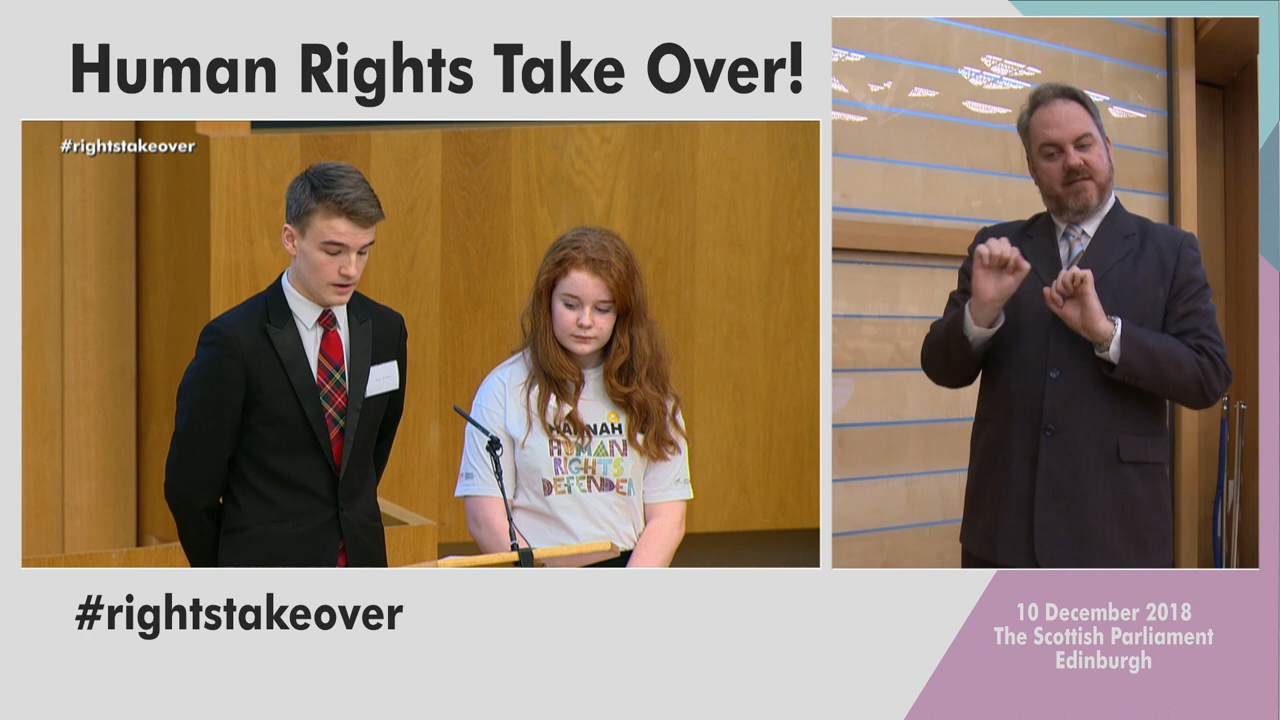 Human Rights Take Over!
#rightstakeover
HANNAH
HUMAN
RIGHTS
DEFENDER
#rightstakeover
10 December 2018
The Scottish Parliament
Edinburgh